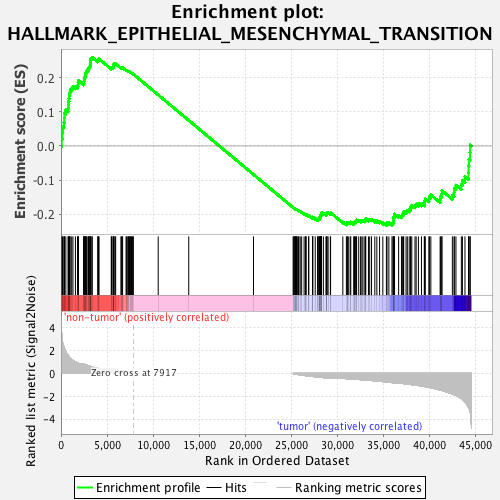 Enrichment plot:
HALLMARK_EPITHELIAL_MESENCHYMAL_TRANSITION
Enrichment score (ES)
0.2
0.1
0.0
-0.1
-0.2
'non-tumor' (positively correlated)
Ranked list metric (Signal2Noise)
4
2
0
-2
-4
Zero cross at 7917
'tumor' (negatively correlated)
0
5,000
10,000
15,000
20,000
25,000
30,000
35,000
40,000
45,000
Rank in Ordered Dataset
Enrichment profile
Hits
Ranking metric scores